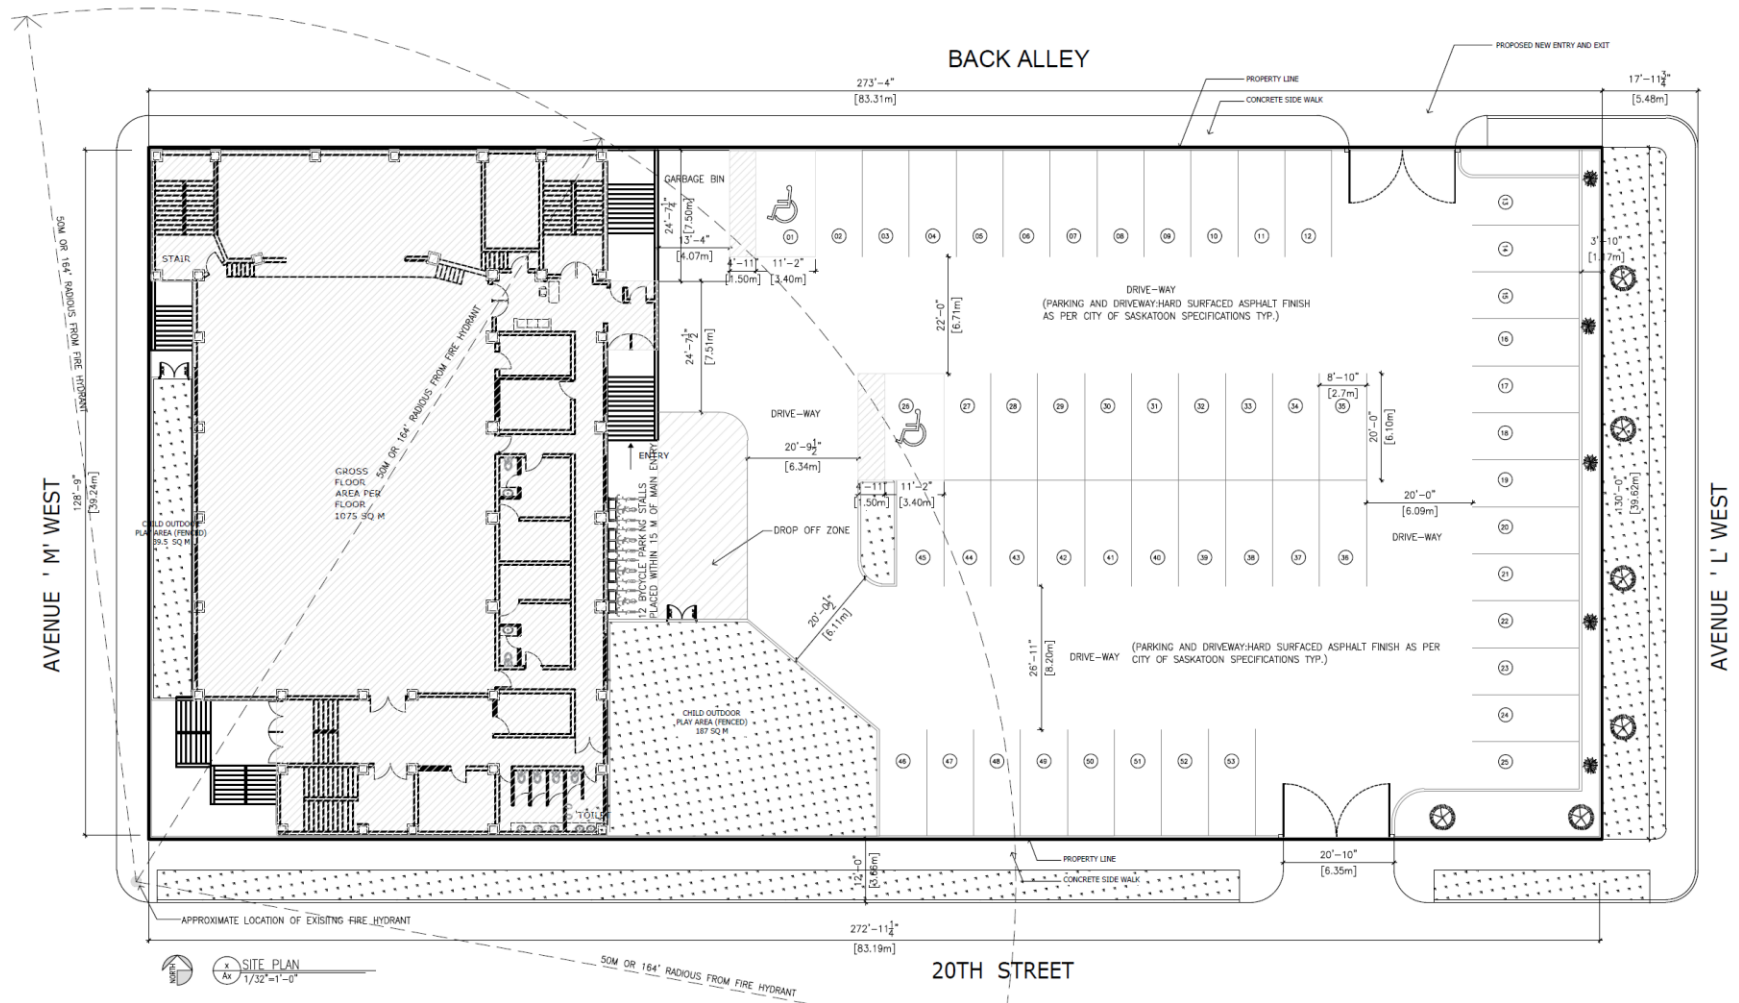 BACK ALLEY
PROPOSED NEW ENTRY AND EXIT
273'-4"
[83.31m]
PROPERTY LINE
CONCRETE SIDE WALK
17'-11 3/4"
[5.48m]
50M OR 164' RADIOUS FROM FIRE HYDRANT
GARBAGE BIN
24'-7 1/4"
[7.50m]
13'-4"
[4.07m]
4'-11"
[1.50m]
11'-2"
[3.40m]
01
02
03
04
05
06
07
08
09
10
11
12
13
14
15
16
17
18
19
20
21
22
23
24
25
3'-10"
[1.17m]
STAIR
DRIVE-WAY
(PARKING AND DRIVEWAY:HARD SURFACED ASPHALT FINISH
AS PER CITY OF SASKATOON SPECIFICATIONS TYP.)
22'-0"
[6.71m]
24'-7 1/2"
[7.51m]
50M OR 164' RADIOUS FROM FIRE HYDRANT
8'-10"
[2.7m]
26
27
28
29
30
31
32
33
34
35
20'-0"
[6.10m]
DRIVE-WAY
20'-9 1/2"
[6.34m]
ENTRY
GROSS
FLOOR
AREA PER
FLOOR
1075 SQ M
4'-11"
[1.50m]
11'-2"
[3.40m]
20'-0"
[6.09m]
DRIVE-WAY
130'-0"
[39.62m]
128'-9"
[39.24m]
AVENUE ' M' WEST
AVENUE ' L' WEST
CHILD OUTDOOR
PLAY AREA (FENCED)
39.5 SQ M
12 BYCYCLE PARKING STALLS
PLACED WITHIN 15 M OF MAIN ENTRY
DROP OFF ZONE
45
44
43
42
41
40
39
38
37
36
20'-0 1/2"
[6.11m]
26'-11"
[8.20m]
DRIVE-WAY
(PARKING AND DRIVEWAY:HARD SURFACED ASPHALT FINISH AS PER
CITY OF SASKATOON SPECIFICATIONS TYP.)
CHILD OUTDOOR
PLAY AREA (FENCED)
187 SQ M
46
47
48
49
50
51
52
53
TOILET
PROPERTY LINE
CONCRETE SIDE WALK
12'-0"
[3.66m]
20'-10"
[6.35m]
APPROXIMATE LOCATION OF EXISITNG FIRE HYDRANT
272'-11 1/4"
[83.19m]
20TH STREET
50M OR 164' RADIOUS FROM FIRE HYDRANT
NORTH
X
Ax
SITE PLAN
1/32"=1'-0"